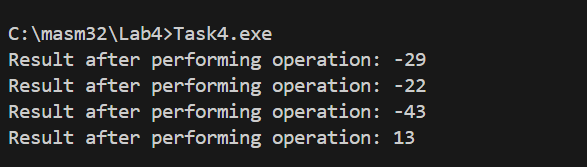 C:\masm32\Lab4>Task4.exe
Result after performing operation: -29
Result after performing operation: -22
Result after performing operation: -43
Result after performing operation: 13